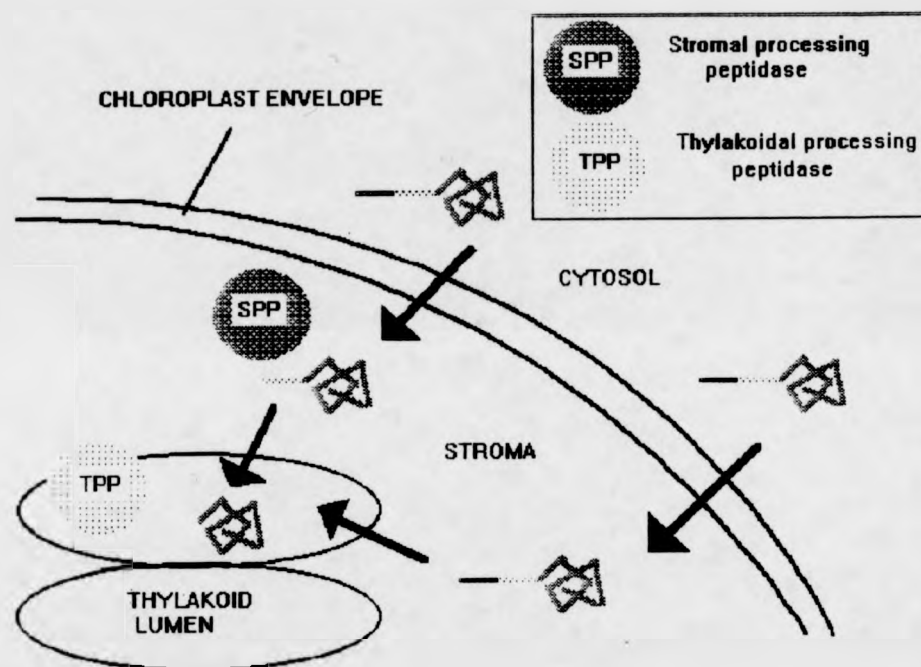 SPP
Stromal processing
peptidase
TPP
Thylakoidal processing
peptidase
CHLOROPLAST ENVELOPE
CYTOSOL
SPP
STROMA
TPP
THYLAKOID
LUMEN